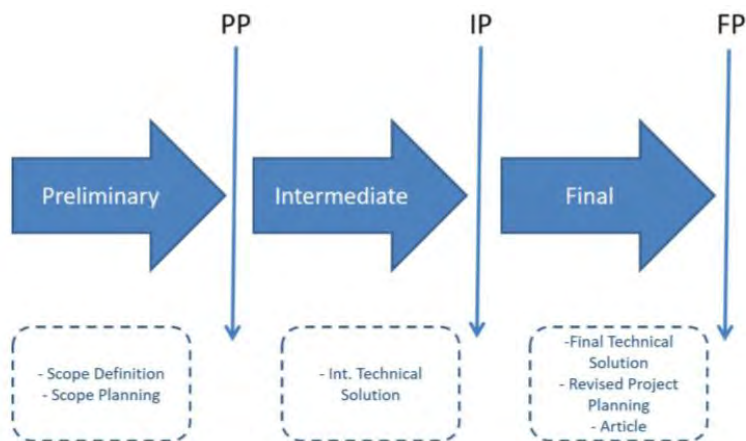 PP
IP
FP
Preliminary
Intermediate
Final
- Scope Definition
- Scope Planning
- Int. Technical
Solution
-Final Technical
Solution
- Revised Project
Planning
- Article